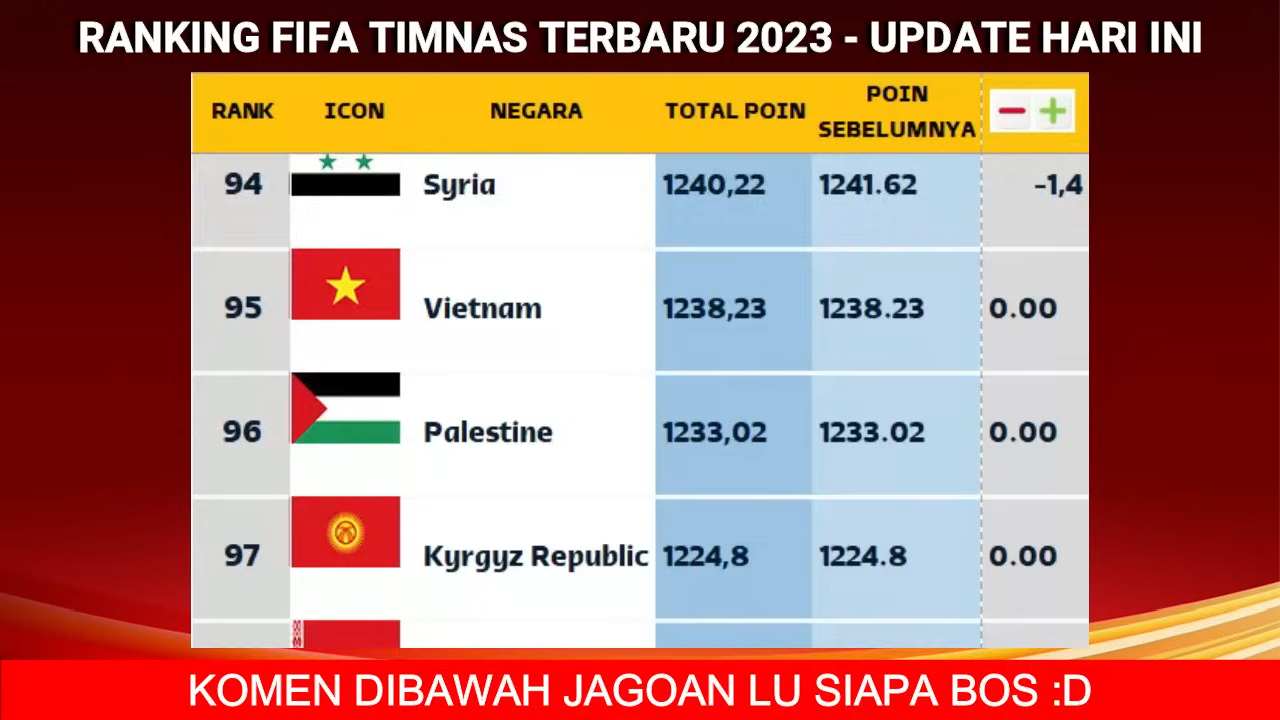 RANKING FIFA TIMNAS TERBARU 2023 - UPDATE HARI INI
RANK ICON NEGARA TOTAL POIN POIN SEBELUMNYA
94 Syria 1240,22 1241.62 -1,4
95 Vietnam 1238,23 1238.23 0.00
96 Palestine 1233,02 1233.02 0.00
97 Kyrgyz Republic 1224,8 1224.8 0.00
KOMEN DIBAWAH JAGOAN LU SIAPA BOS :D